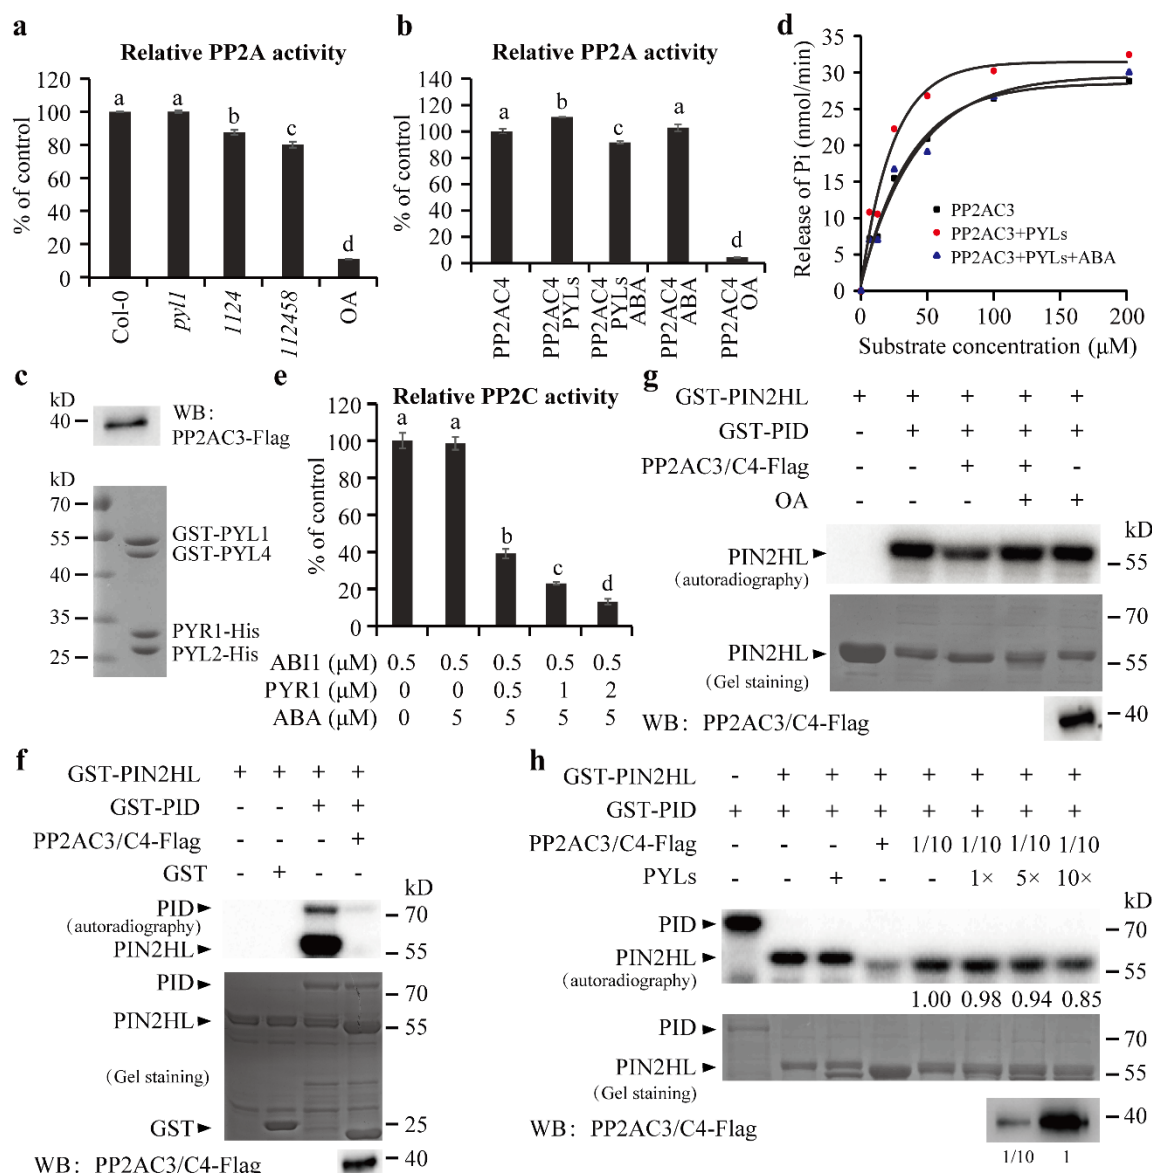 a
Relative PP2A activity
% of control
120
100
80
60
40
20
0
a
a
b
c
d
Col-0
pyl1
1124
112458
OA
b
Relative PP2A activity
% of control
140
120
100
80
60
40
20
0
a
b
c
a
d
PP2AC4
PP2AC4
PYLs
PP2AC4
PYLs
ABA
PP2AC4
ABA
PP2AC4
OA
d
Release of Pi (nmol/min)
35
30
25
20
15
10
5
0
PP2AC3
PP2AC3+PYLs
PP2AC3+PYLs+ABA
0 50 100 150 200
Substrate concentration (μM)
c
kD
40
WB:
PP2AC3-Flag
70
55
40
35
25
GST-PYL1
GST-PYL4
PYR1-His
PYL2-His
e
Relative PP2C activity
% of control
120
100
80
60
40
20
0
a
a
b
c
d
ABI1 (μM) 0.5 0.5 0.5 0.5 0.5
PYR1 (μM) 0 0 0.5 1 2
ABA (μM) 0 5 5 5 5
g
GST-PIN2HL + + + + +
GST-PID - + + + +
PP2AC3/C4-Flag - - + + -
OA - - - + +
kD
PIN2HL
(autoradiography)
55
70
PIN2HL
(Gel staining)
55
WB: PP2AC3/C4-Flag
40
f
GST-PIN2HL + + + +
GST-PID - - + +
PP2AC3/C4-Flag - - - +
GST - + - -
kD
PID
(autoradiography)
PIN2HL
70
55
PID
PIN2HL
(Gel staining)
GST
70
55
25
WB: PP2AC3/C4-Flag
40
h
GST-PIN2HL - + + + + + + +
GST-PID + + + + + + + +
PP2AC3/C4-Flag - - - + 1/10 1/10 1/10 1/10
PYLs - - + - - 1× 5× 10×
kD
PID
PIN2HL
(autoradiography)
70
55
1.00 0.98 0.94 0.85
PID
PIN2HL
(Gel staining)
70
55
WB: PP2AC3/C4-Flag
40
1/10 1